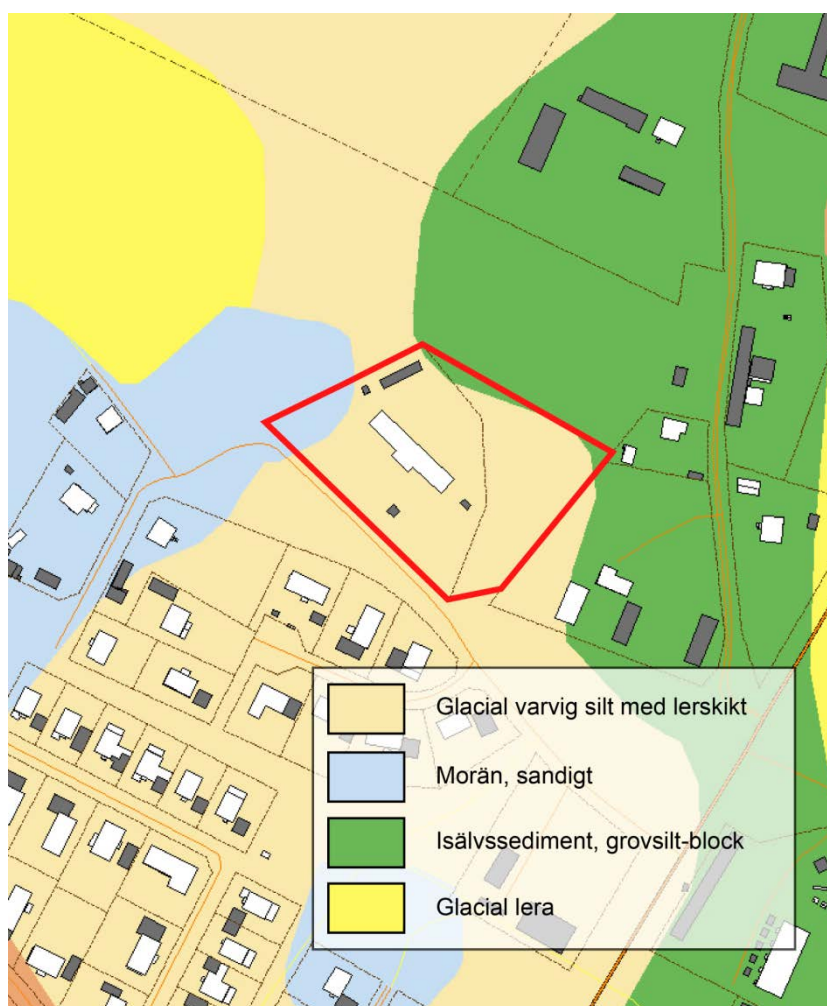 Glacial varvig silt med lerskikt
Morän, sandigt
Isälvssediment, grovsilt-block
Glacial lera